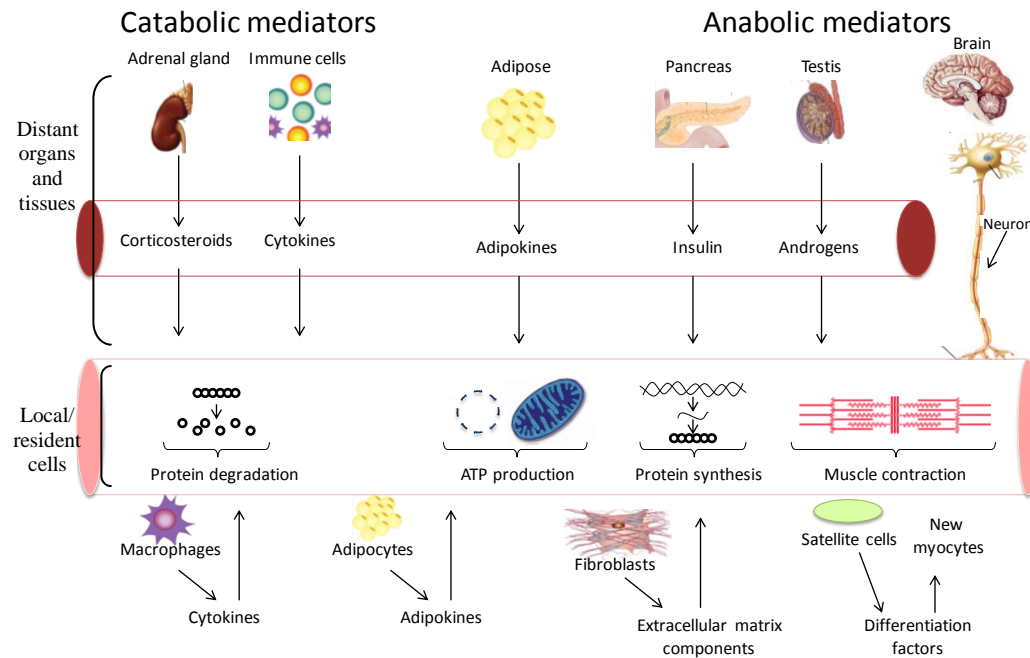 Catabolic mediators
Anabolic mediators
Adrenal gland
Immune cells
Adipose
Pancreas
Testis
Brain
Distant
organs
and
tissues
Corticosteroids
Cytokines
Adipokines
Insulin
Androgens
Neuron
Local/
resident
cells
Protein degradation
ATP production
Protein synthesis
Muscle contraction
Macrophages
Adipocytes
Fibroblasts
Satellite cells
New
myocytes
Cytokines
Adipokines
Extracellular matrix
components
Differentiation
factors